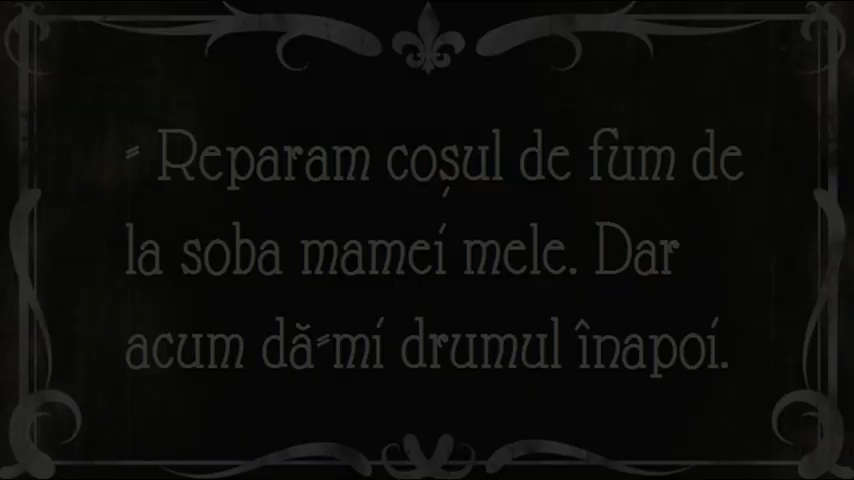 - Reparam coșul de fum de
la soba mamei mele. Dar
acum dă-mi drumul înapoi.